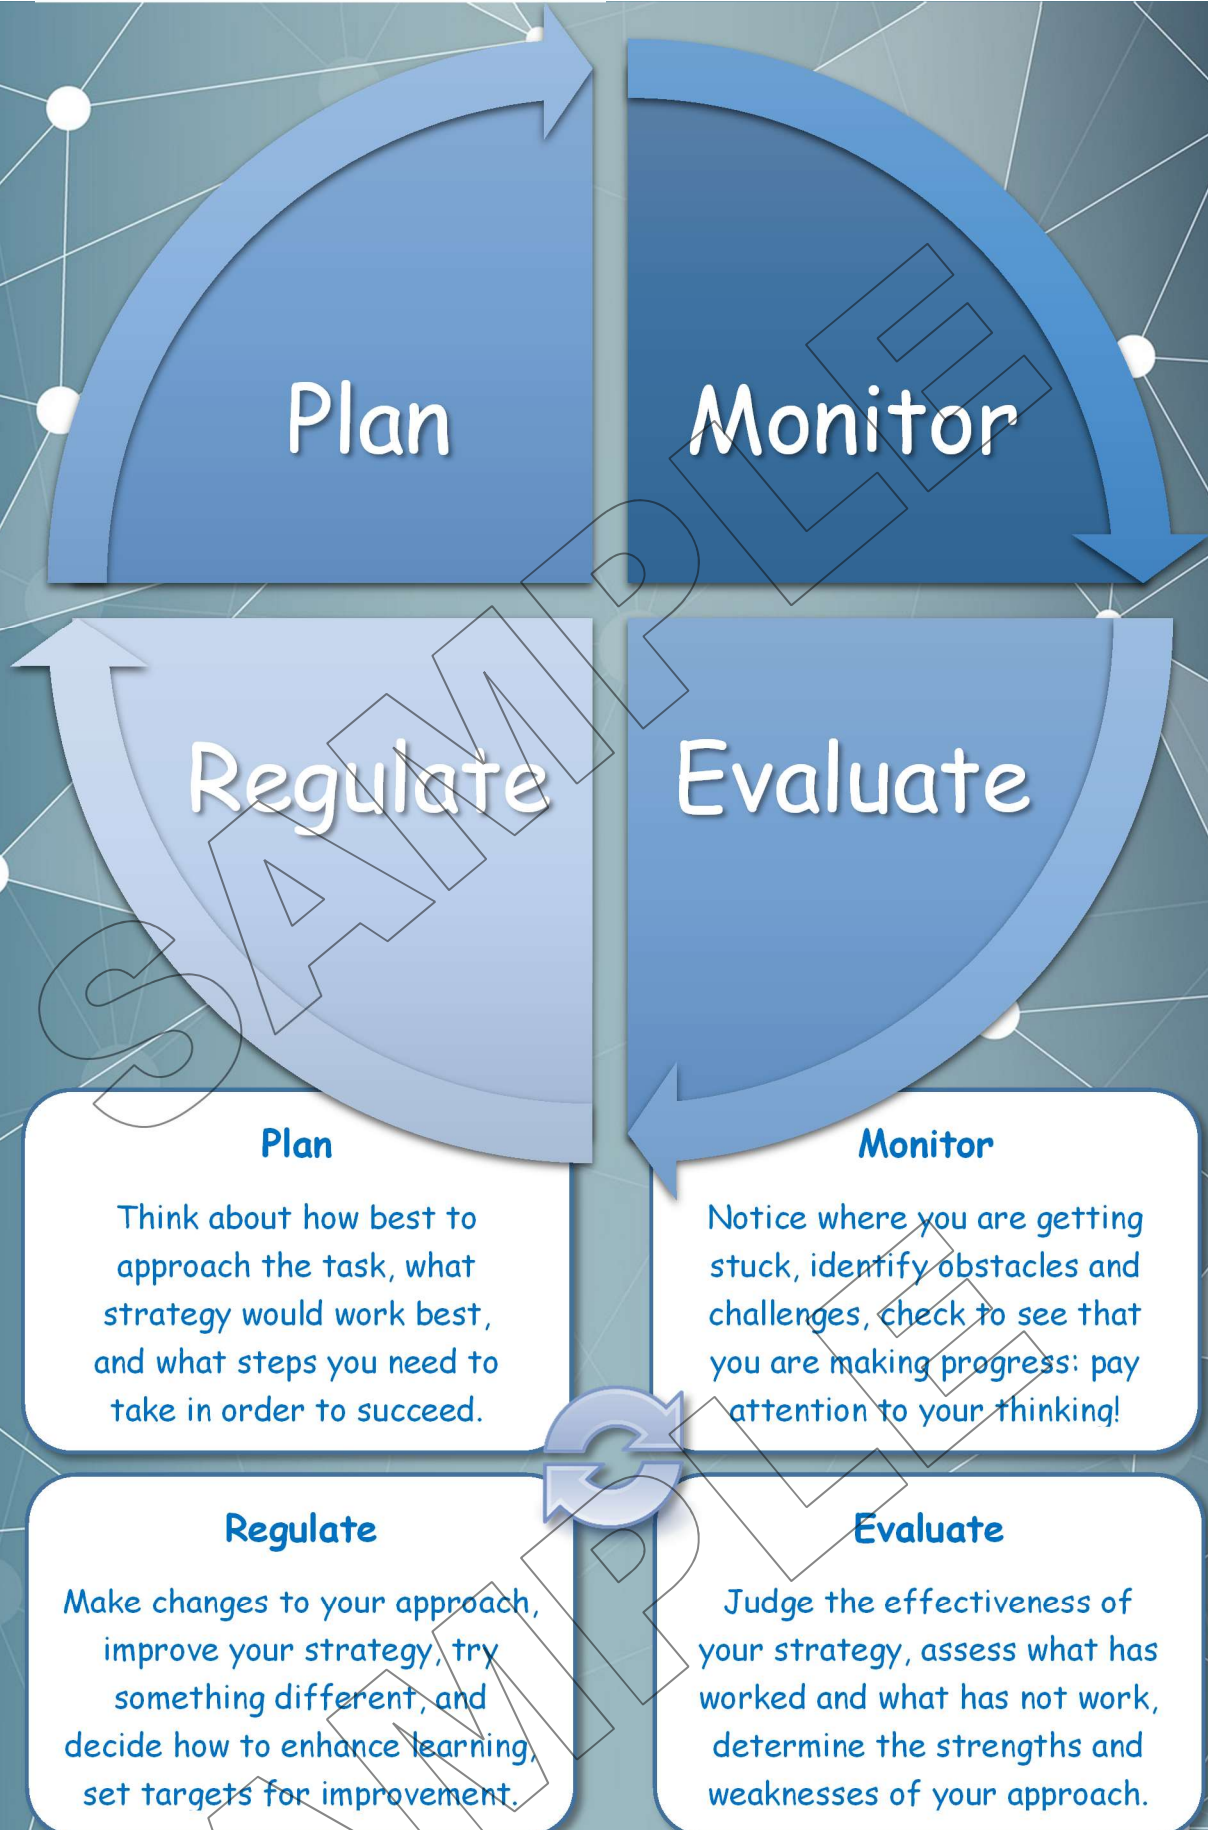 Plan
Monitor
Regulate
Evaluate
SAMPLE
Plan
Think about how best to
approach the task, what
strategy would work best,
and what steps you need to
take in order to succeed.
Monitor
Notice where you are getting
stuck, identify obstacles and
challenges, check to see that
you are making progress: pay
attention to your thinking!
Regulate
Make changes to your approach,
improve your strategy, try
something different, and
decide how to enhance learning,
set targets for improvement.
Evaluate
Judge the effectiveness of
your strategy, assess what has
worked and what has not work,
determine the strengths and
weaknesses of your approach.
AMPLE